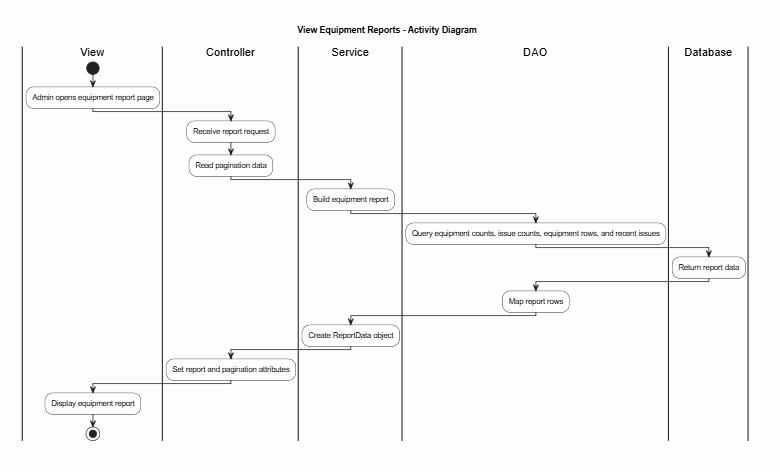 View Equipment Reports - Activity Diagram
View Controller Service DAO Database
Admin opens equipment report page
Receive report request
Read pagination data
Build equipment report
Query equipment counts, issue counts, equipment rows, and recent issues
Return report data
Map report rows
Create ReportData object
Set report and pagination attributes
Display equipment report